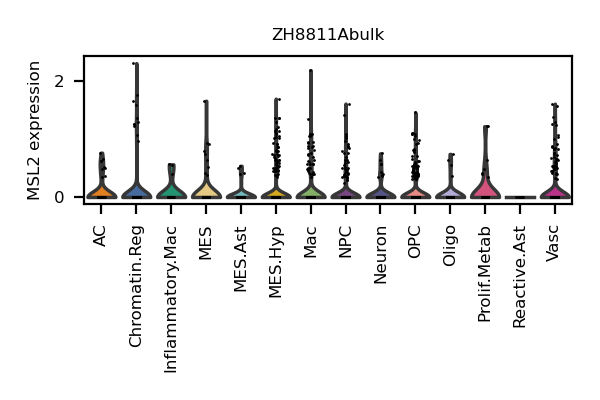 ZH8811Abulk
MSL2 expression
2
0
AC
Chromatin.Reg
Inflammatory.Mac
MES
MES.Ast
MES.Hyp
Mac
NPC
Neuron
OPC
Oligo
Prolif.Metab
Reactive.Ast
Vasc